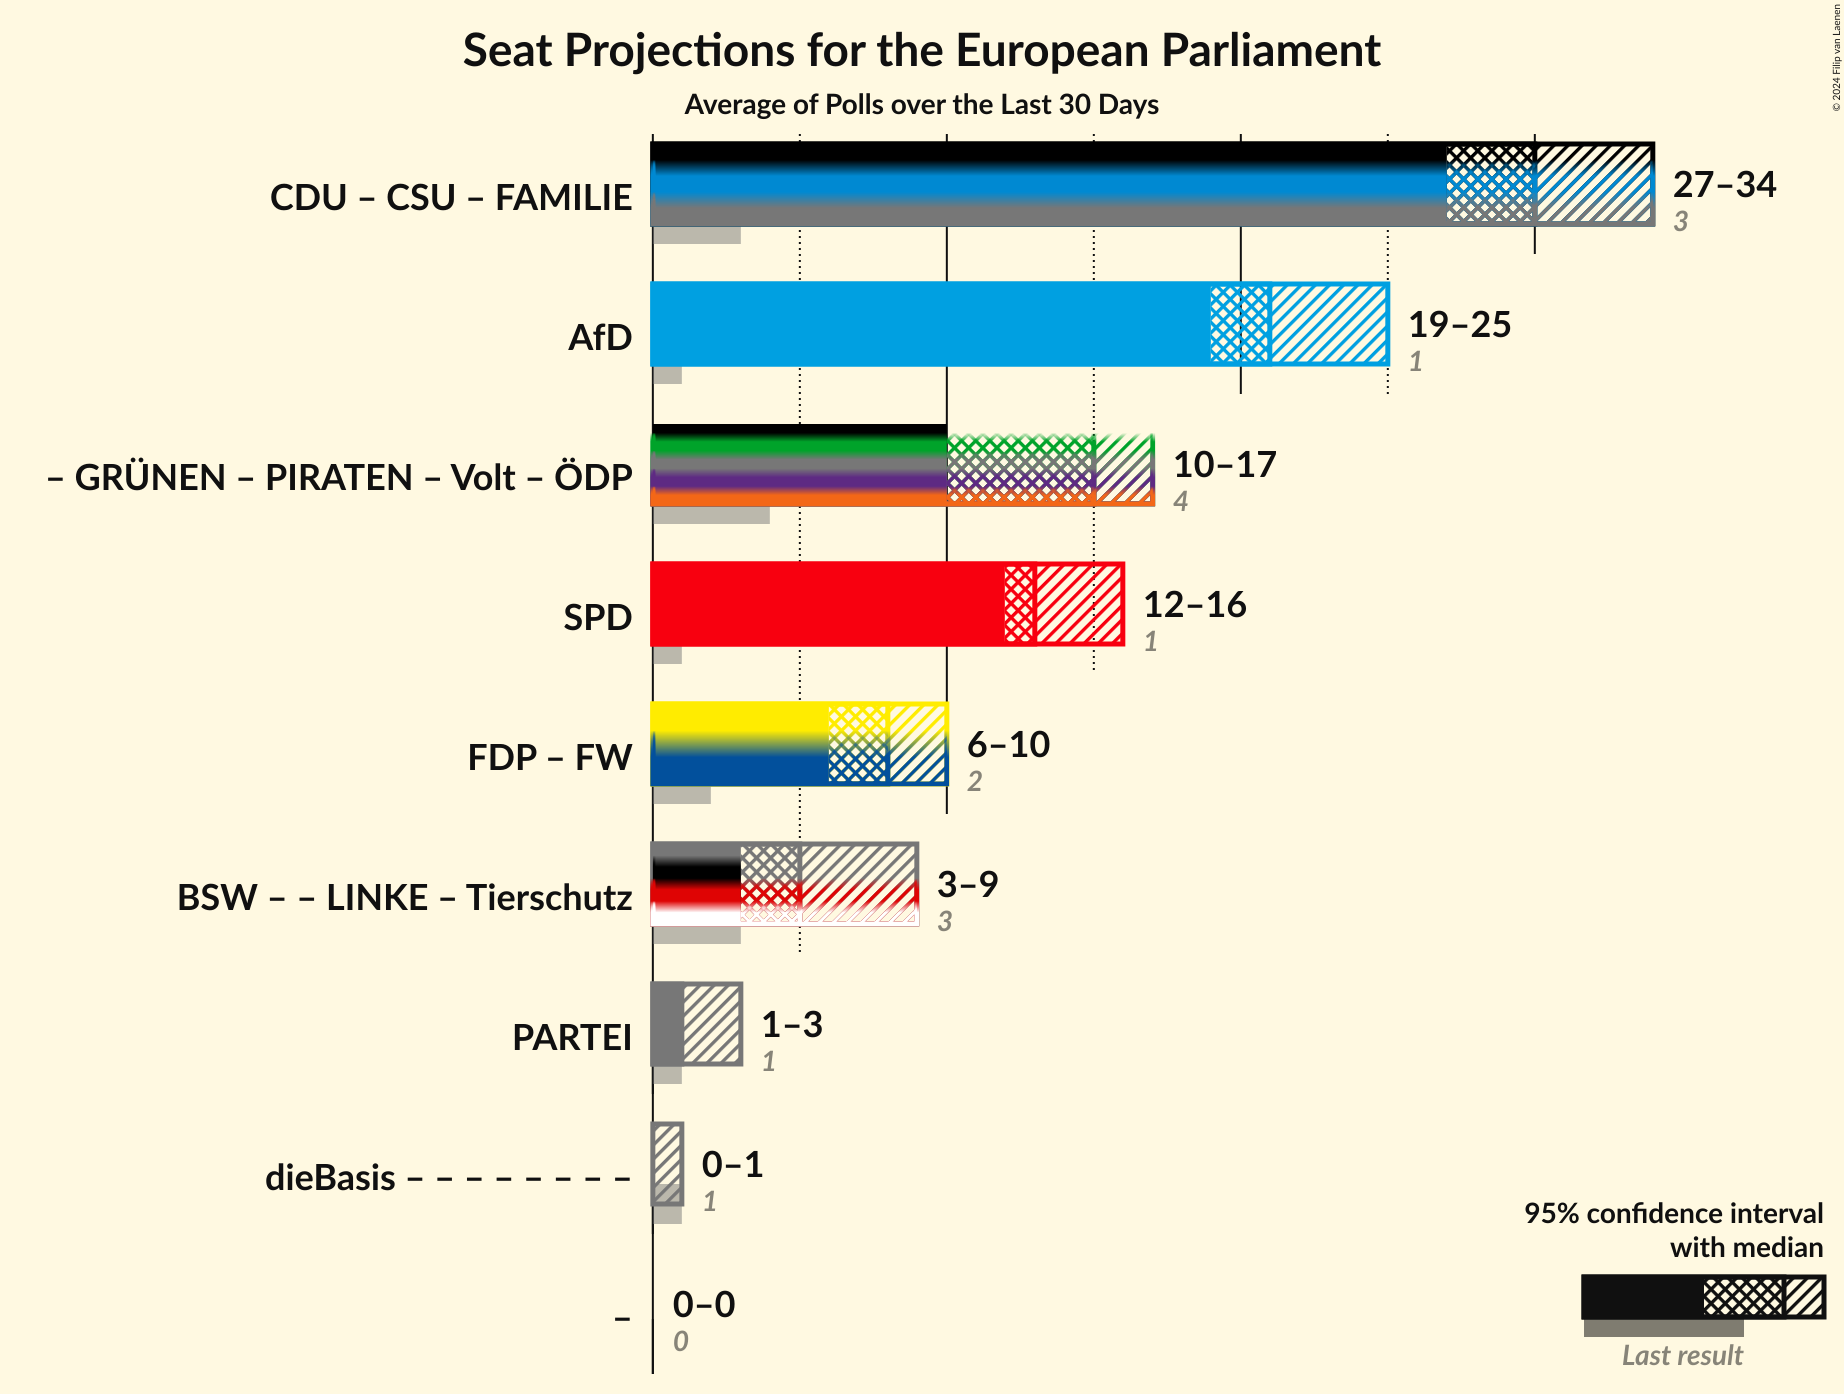 Seat Projections for the European Parliament
Average of Polls over the Last 30 Days
© 2024 Filip van Laenen
CDU – CSU – FAMILIE
27–34
3
AfD
19–25
1
– GRÜNEN – PIRATEN – Volt – ÖDP
10–17
4
SPD
12–16
1
FDP – FW
6–10
2
BSW – – LINKE – Tierschutz
3–9
3
PARTEI
1–3
1
dieBasis – – – – – – – –
0–1
1
–
0–0
0
95% confidence interval
with median
Last result